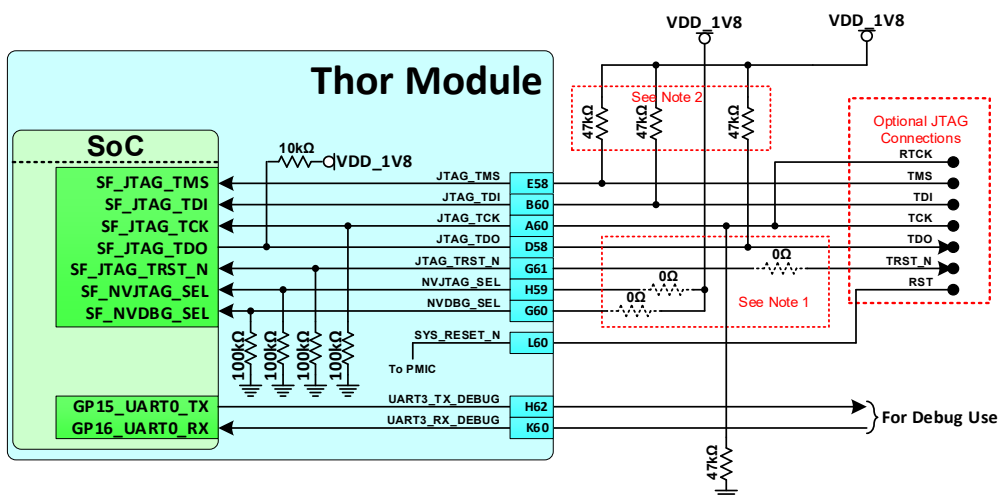 VDD_1V8
VDD_1V8
Thor Module
See Note 2
47kΩ
47kΩ
47kΩ
Optional JTAG
Connections
SoC
10kΩ
VDD_1V8
RTCK
SF_JTAG_TMS
JTAG_TMS
E58
TMS
SF_JTAG_TDI
JTAG_TDI
B60
TDI
SF_JTAG_TCK
JTAG_TCK
A60
TCK
SF_JTAG_TDO
JTAG_TDO
D58
TDO
SF_JTAG_TRST_N
JTAG_TRST_N
G61
0Ω
TRST_N
SF_NVJTAG_SEL
NVJTAG_SEL
H59
0Ω
RST
SF_NVDBG_SEL
NVDBG_SEL
G60
0Ω
See Note 1
100kΩ
100kΩ
100kΩ
100kΩ
SYS_RESET_N
L60
To PMIC
GP15_UART0_TX
UART3_TX_DEBUG
H62
GP16_UART0_RX
UART3_RX_DEBUG
K60
For Debug Use
47kΩ